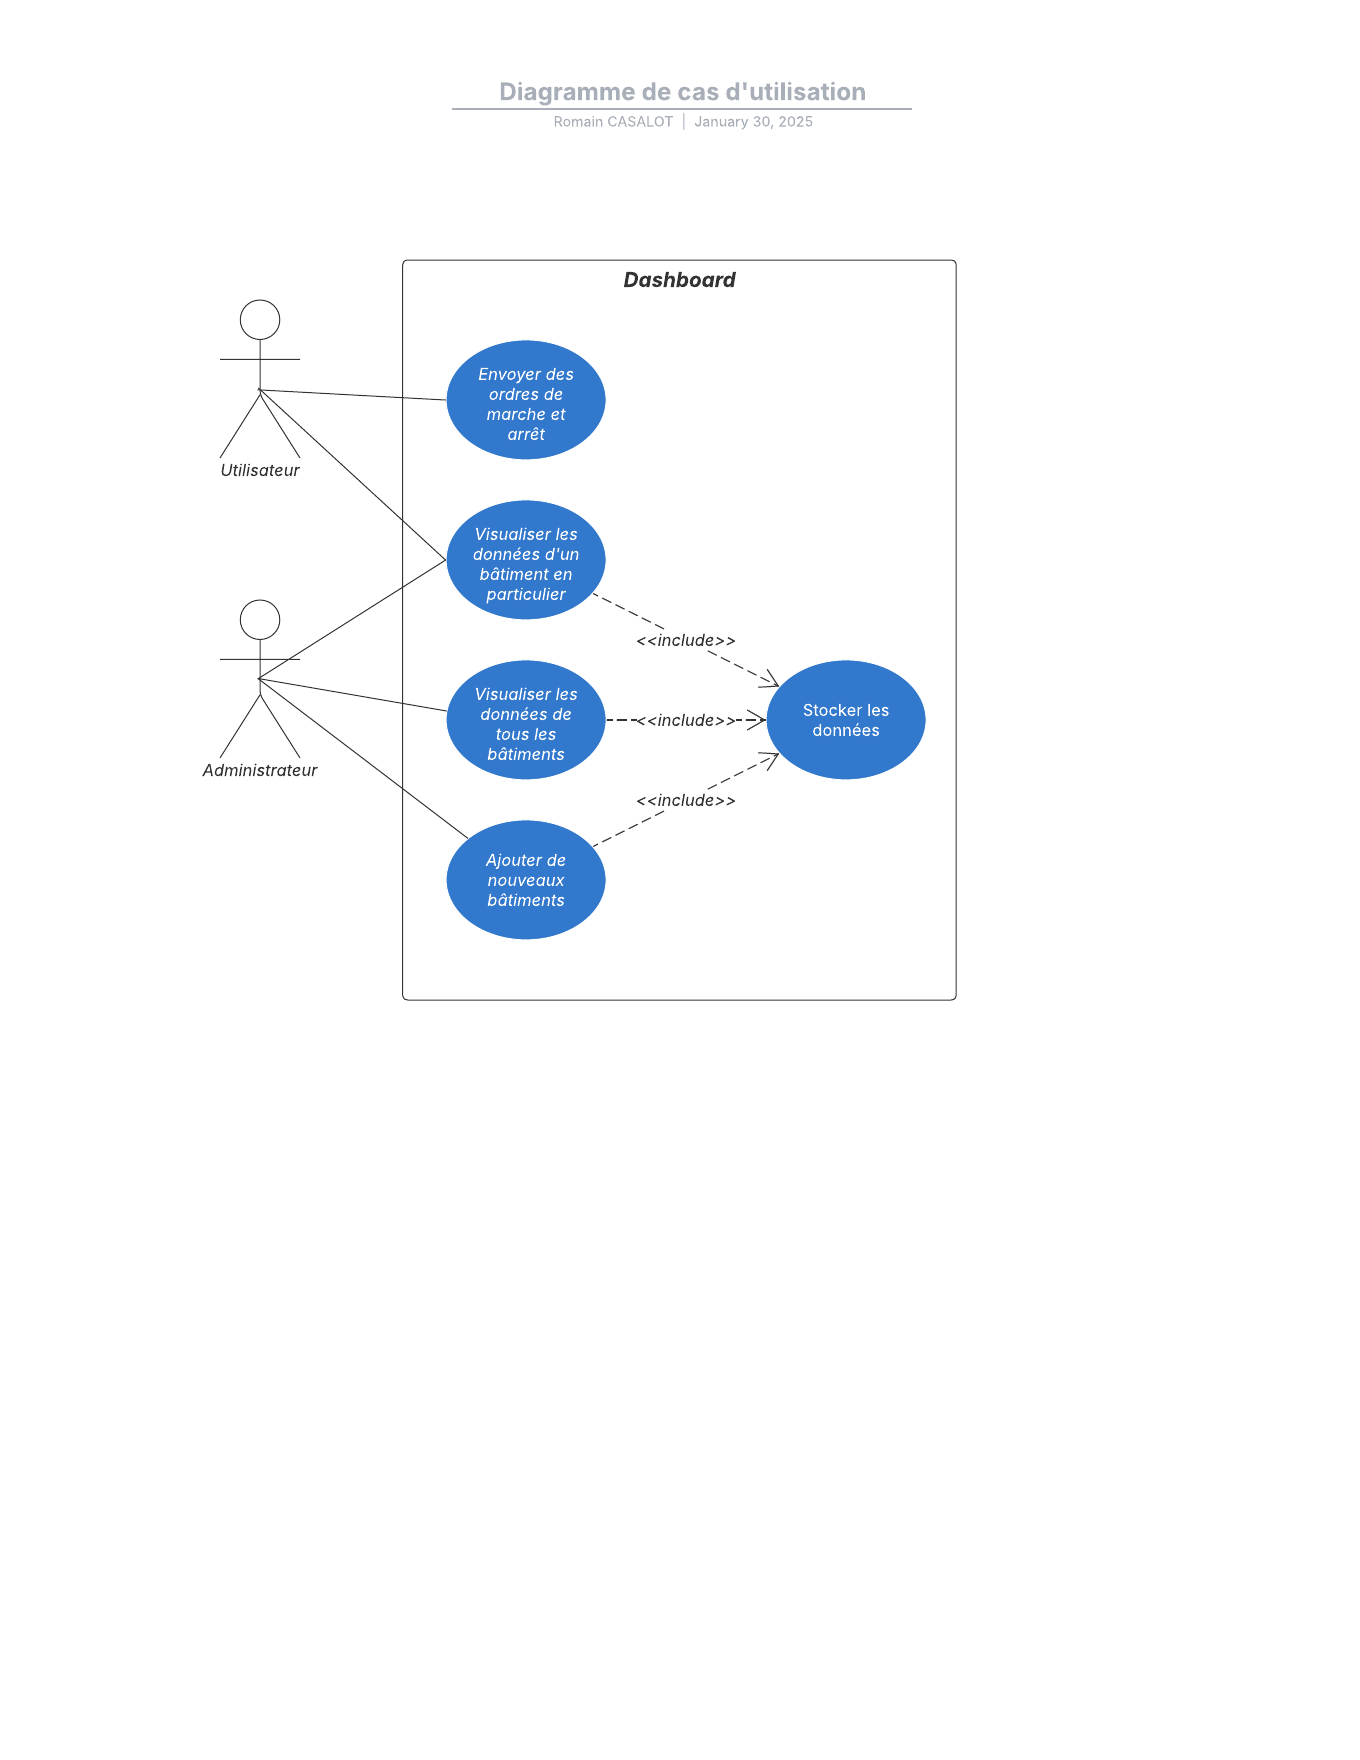 Diagramme de cas d'utilisation
Romain CASALOT | January 30, 2025
Dashboard
Envoyer des
ordres de
marche et
arrêt
Utilisateur
Visualiser les
données d'un
bâtiment en
particulier
<<include>>
Visualiser les
données de
tous les
bâtiments
<<include>>
Stocker les
données
Administrateur
<<include>>
Ajouter de
nouveaux
bâtiments